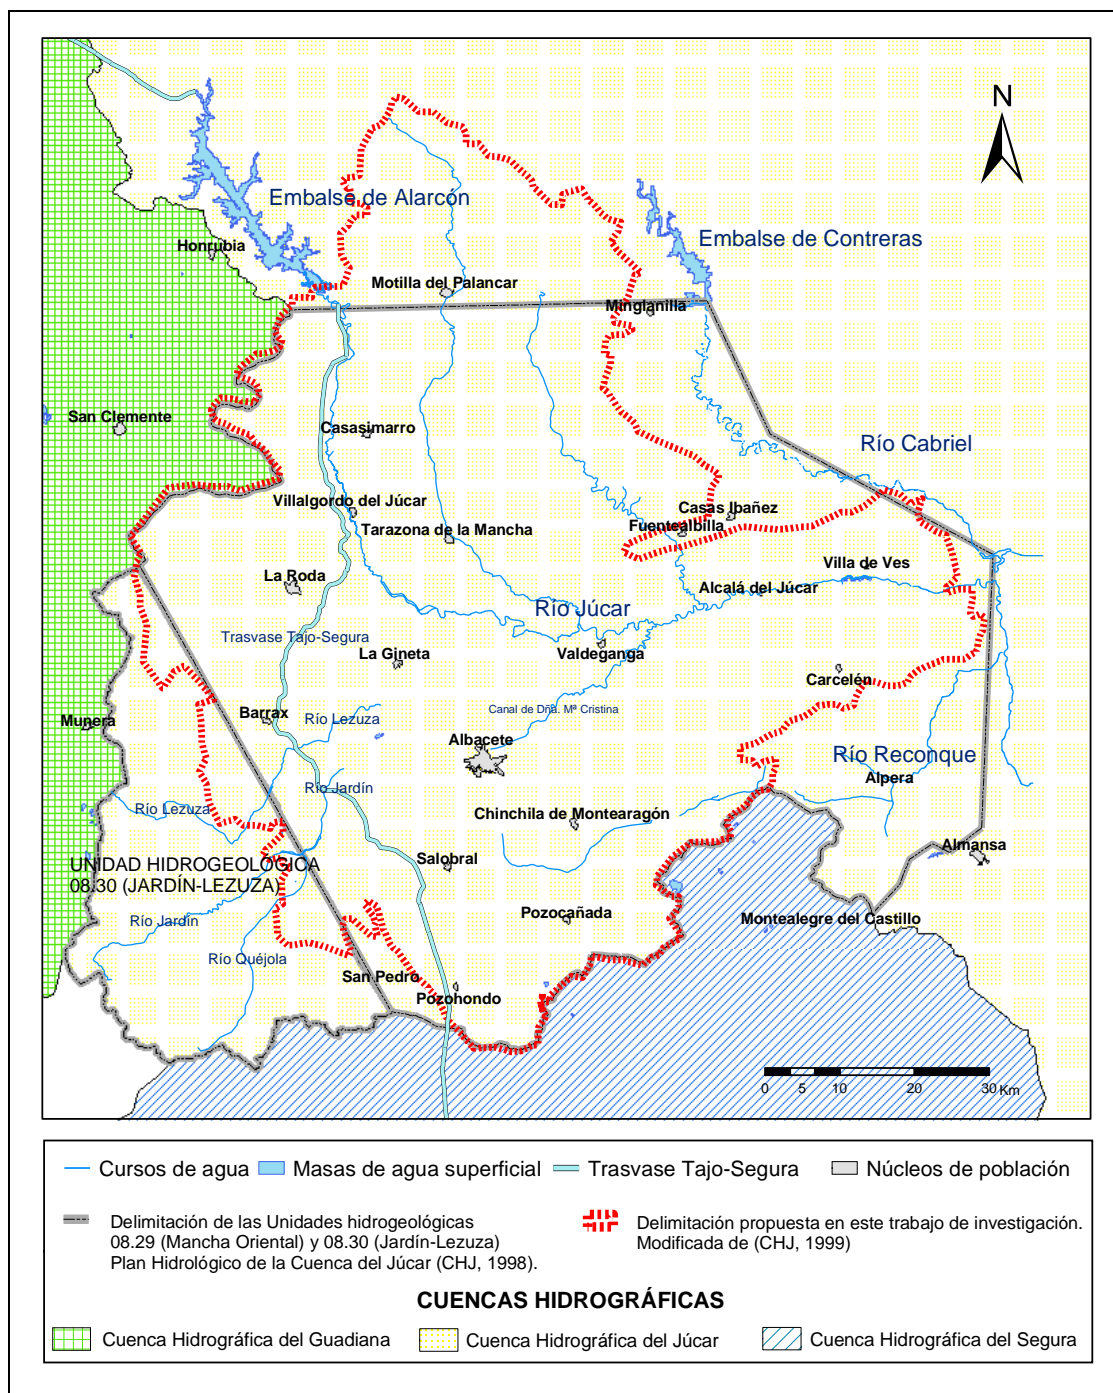 N
Embalse de Alarcón
Embalse de Contreras
Honrubia
Motilla del Palancar
Minglanilla
San Clemente
Casasimarro
Río Cabriel
Villalgordo del Júcar
Casas Ibañez
Tarazona de la Mancha
Fuentealbilla
Villa de Ves
La Roda
Alcalá del Júcar
Río Júcar
Trasvase Tajo-Segura
La Gineta
Valdeganga
Carcelén
Munera
Barrax
Río Lezuza
Canal de Dña. Mª Cristina
Albacete
Río Reconque
Alpera
Río Jardín
Río Lezuza
Chinchila de Montearagón
Almansa
UNIDAD HIDROGEOLÓGICA
08.30 (JARDÍN-LEZUZA)
Salobral
Pozocañada
Montealegre del Castillo
Río Jardín
Río Quéjola
San Pedro
Pozohondo
0 5 10 20 30 Km
Cursos de agua
Masas de agua superficial
Trasvase Tajo-Segura
Núcleos de población
Delimitación de las Unidades hidrogeológicas
08.29 (Mancha Oriental) y 08.30 (Jardín-Lezuza)
Plan Hidrológico de la Cuenca del Júcar (CHJ, 1998).
Delimitación propuesta en este trabajo de investigación.
Modificada de (CHJ, 1999)
CUENCAS HIDROGRÁFICAS
Cuenca Hidrográfica del Guadiana
Cuenca Hidrográfica del Júcar
Cuenca Hidrográfica del Segura